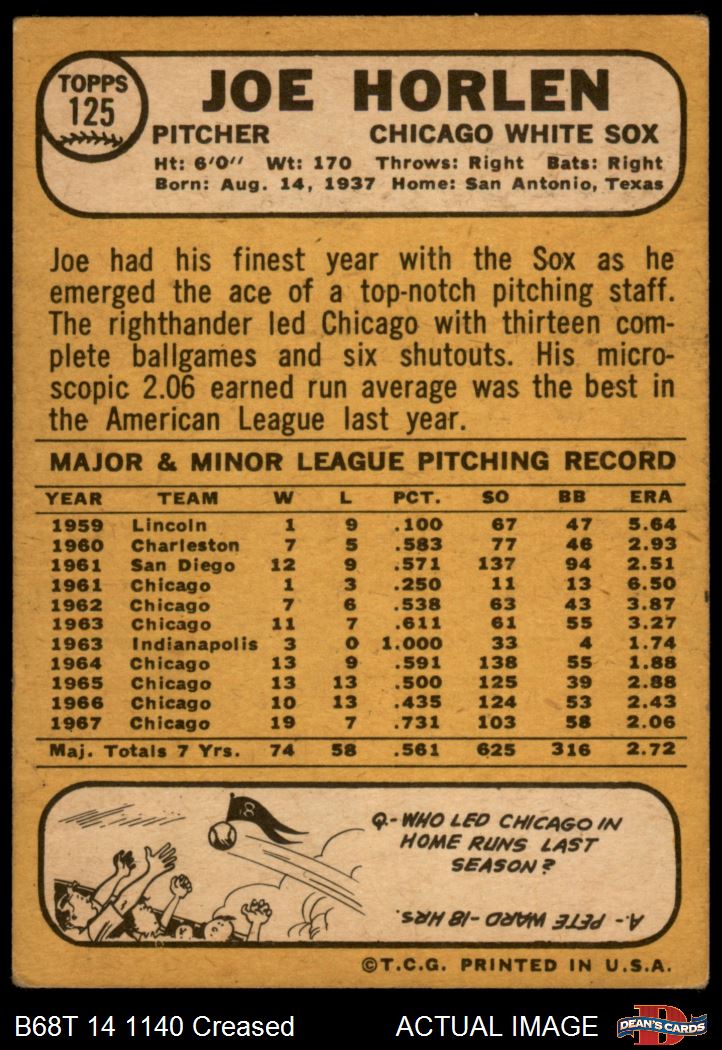 TOPPS
125
JOE HORLEN
PITCHER CHICAGO WHITE SOX
Ht: 6'0" Wt: 170 Throws: Right Bats: Right
Born: Aug. 14, 1937 Home: San Antonio, Texas
Joe had his finest year with the Sox as he
emerged the ace of a top-notch pitching staff.
The righthander led Chicago with thirteen com-
plete ballgames and six shutouts. His micro-
scopic 2.06 earned run average was the best in
the American League last year.
MAJOR & MINOR LEAGUE PITCHING RECORD
YEAR TEAM W L PCT. SO BB ERA
1959 Lincoln 1 9 .100 67 47 5.64
1960 Charleston 7 5 .583 77 46 2.93
1961 San Diego 12 9 .571 137 94 2.51
1961 Chicago 1 3 .250 11 13 6.50
1962 Chicago 7 6 .538 63 43 3.87
1963 Chicago 11 7 .611 61 55 3.27
1963 Indianapolis 3 0 1.000 33 4 1.74
1964 Chicago 13 9 .591 138 55 1.88
1965 Chicago 13 13 .500 125 39 2.88
1966 Chicago 10 13 .435 124 53 2.43
1967 Chicago 19 7 .731 103 58 2.06
Maj. Totals 7 Yrs. 74 58 .561 625 316 2.72
8
Q.-WHO LED CHICAGO IN
HOME RUNS LAST
SEASON?
A.- PETE WARD-18 HRS.
©T.C.G. PRINTED IN U.S.A.
B68T 14 1140 Creased ACTUAL IMAGE
D
DEAN'S CARDS